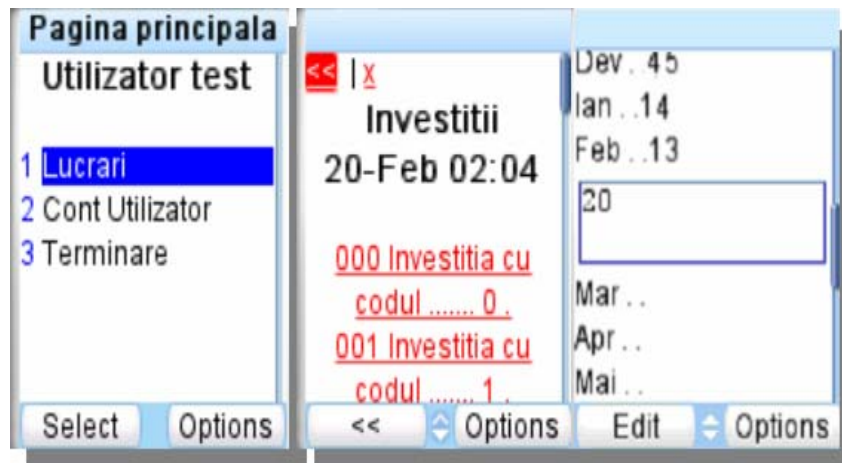 Pagina principala
Utilizator test
1 Lucrari
2 Cont Utilizator
3 Terminare
Select Options
<< | x
Investitii
20-Feb 02:04
000 Investitia cu
codul ....... 0 .
001 Investitia cu
codul ....... 1 .
<< Options
Dev . 45
Ian . .14
Feb . .13
20
Mar . .
Apr . .
Mai . .
Edit Options